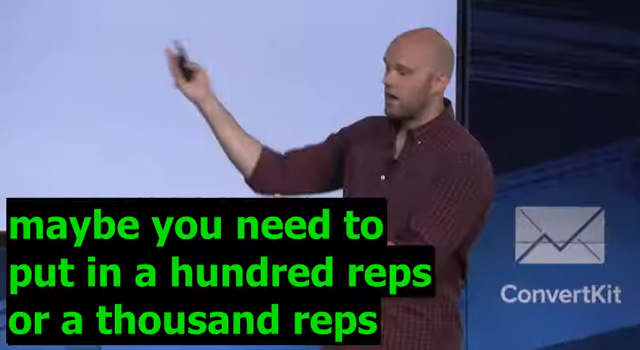 maybe you need to
put in a hundred reps
or a thousand reps
ConvertKit